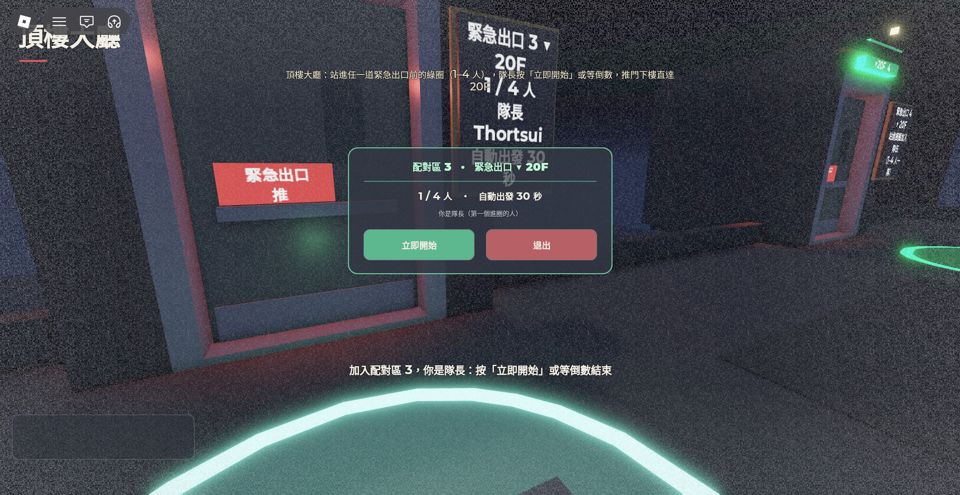 頂樓大廳
頂樓大廳：站進任一道緊急出口前的綠圈（1–4 人），隊長按「立即開始」或等倒數，推門下樓直達
20F
緊急出口 3 ▼
20F
1 / 4 人
隊長
Thortsui
自動出發 30
秒
緊急出口
推
配對區 3 • 緊急出口 ▼ 20F
1 / 4 人 • 自動出發 30 秒
你是隊長（第一個進圈的人）
立即開始
退出
加入配對區 3，你是隊長：按「立即開始」或等倒數結束